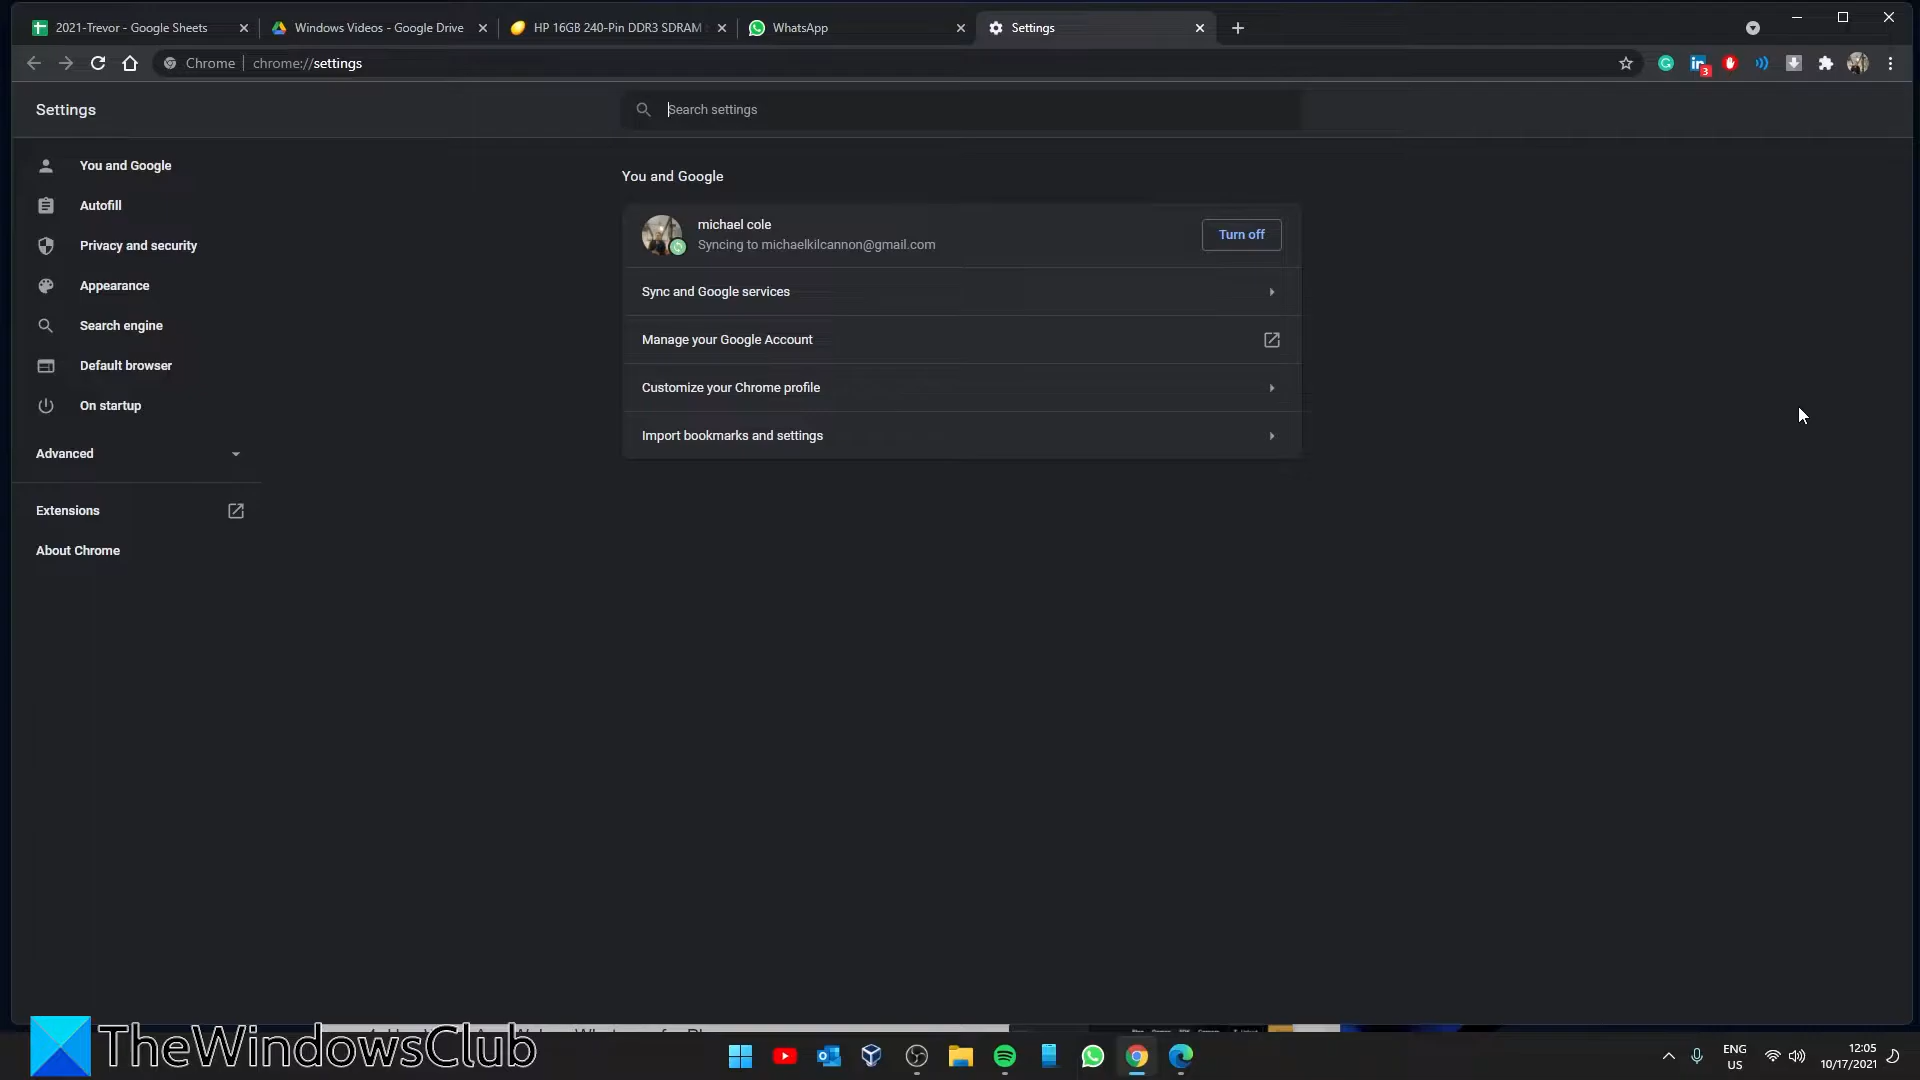 2021-Trevor - Google Sheets
Windows Videos - Google Drive
HP 16GB 240-Pin DDR3 SDRAM
WhatsApp
Settings
Chrome
chrome://settings
3
Settings
Search settings
You and Google
Autofill
Privacy and security
Appearance
Search engine
Default browser
On startup
Advanced
Extensions
About Chrome
You and Google
michael cole
Syncing to michaelkilcannon@gmail.com
Turn off
Sync and Google services
Manage your Google Account
Customize your Chrome profile
Import bookmarks and settings
TheWindowsClub
ENG
US
12:05
10/17/2021